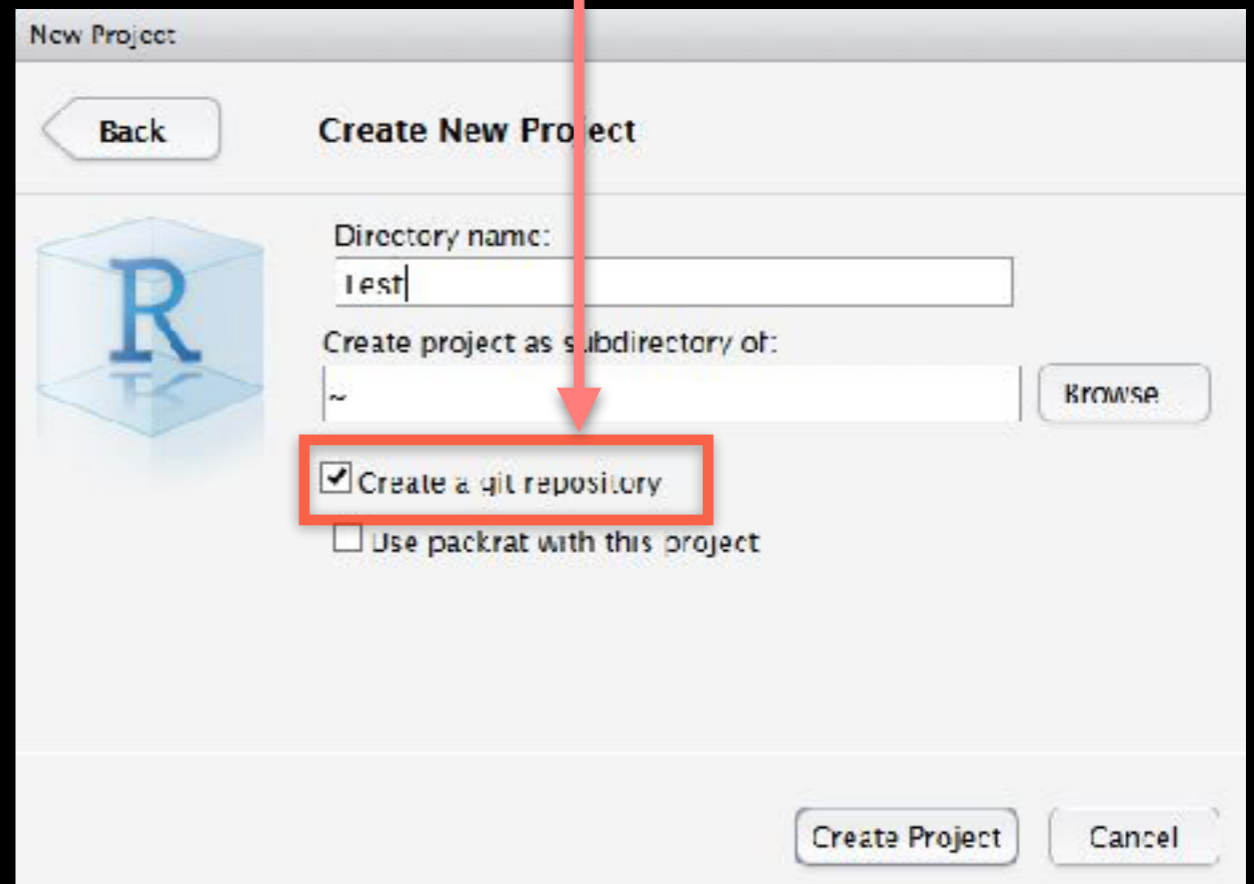 New Project
Back
Create New Project
R
Directory name:
Test
Create project as subdirectory of:
~
Browse
Create a git repository
Use packrat with this project
Create Project
Cancel